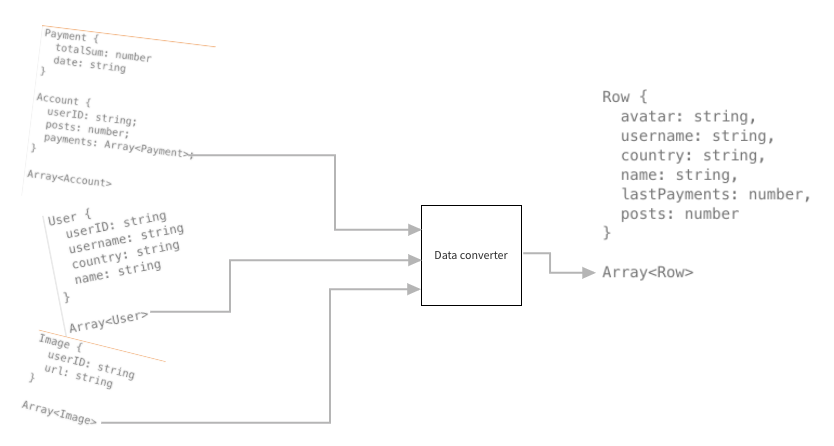 Payment {
totalSum: number
date: string
}
Account {
userID: string;
posts: number;
payments: Array<Payment>;
}
Array<Account>
User {
userID: string
username: string
country: string
name: string
}
Array<User>
Image {
userID: string
url: string
}
Array<Image>
Data converter
Row {
avatar: string,
username: string,
country: string,
name: string,
lastPayments: number,
posts: number
}
Array<Row>